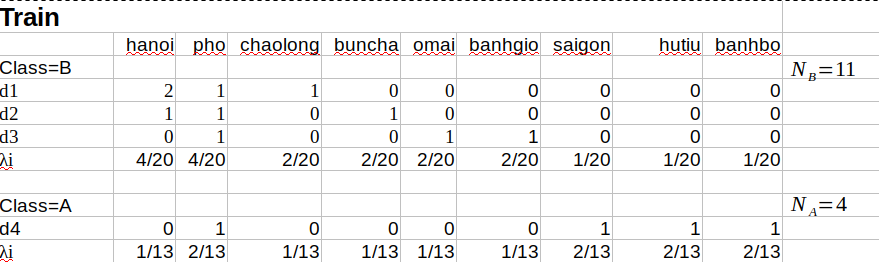 Train
hanoi pho chaolong buncha omai banhgio saigon hutiu banhbo
Class=B N_B=11
d1 2 1 1 0 0 0 0 0 0
d2 1 1 0 1 0 0 0 0 0
d3 0 1 0 0 1 1 0 0 0
λi 4/20 4/20 2/20 2/20 2/20 2/20 1/20 1/20 1/20
Class=A N_A=4
d4 0 1 0 0 0 0 1 1 1
λi 1/13 2/13 1/13 1/13 1/13 1/13 2/13 2/13 2/13